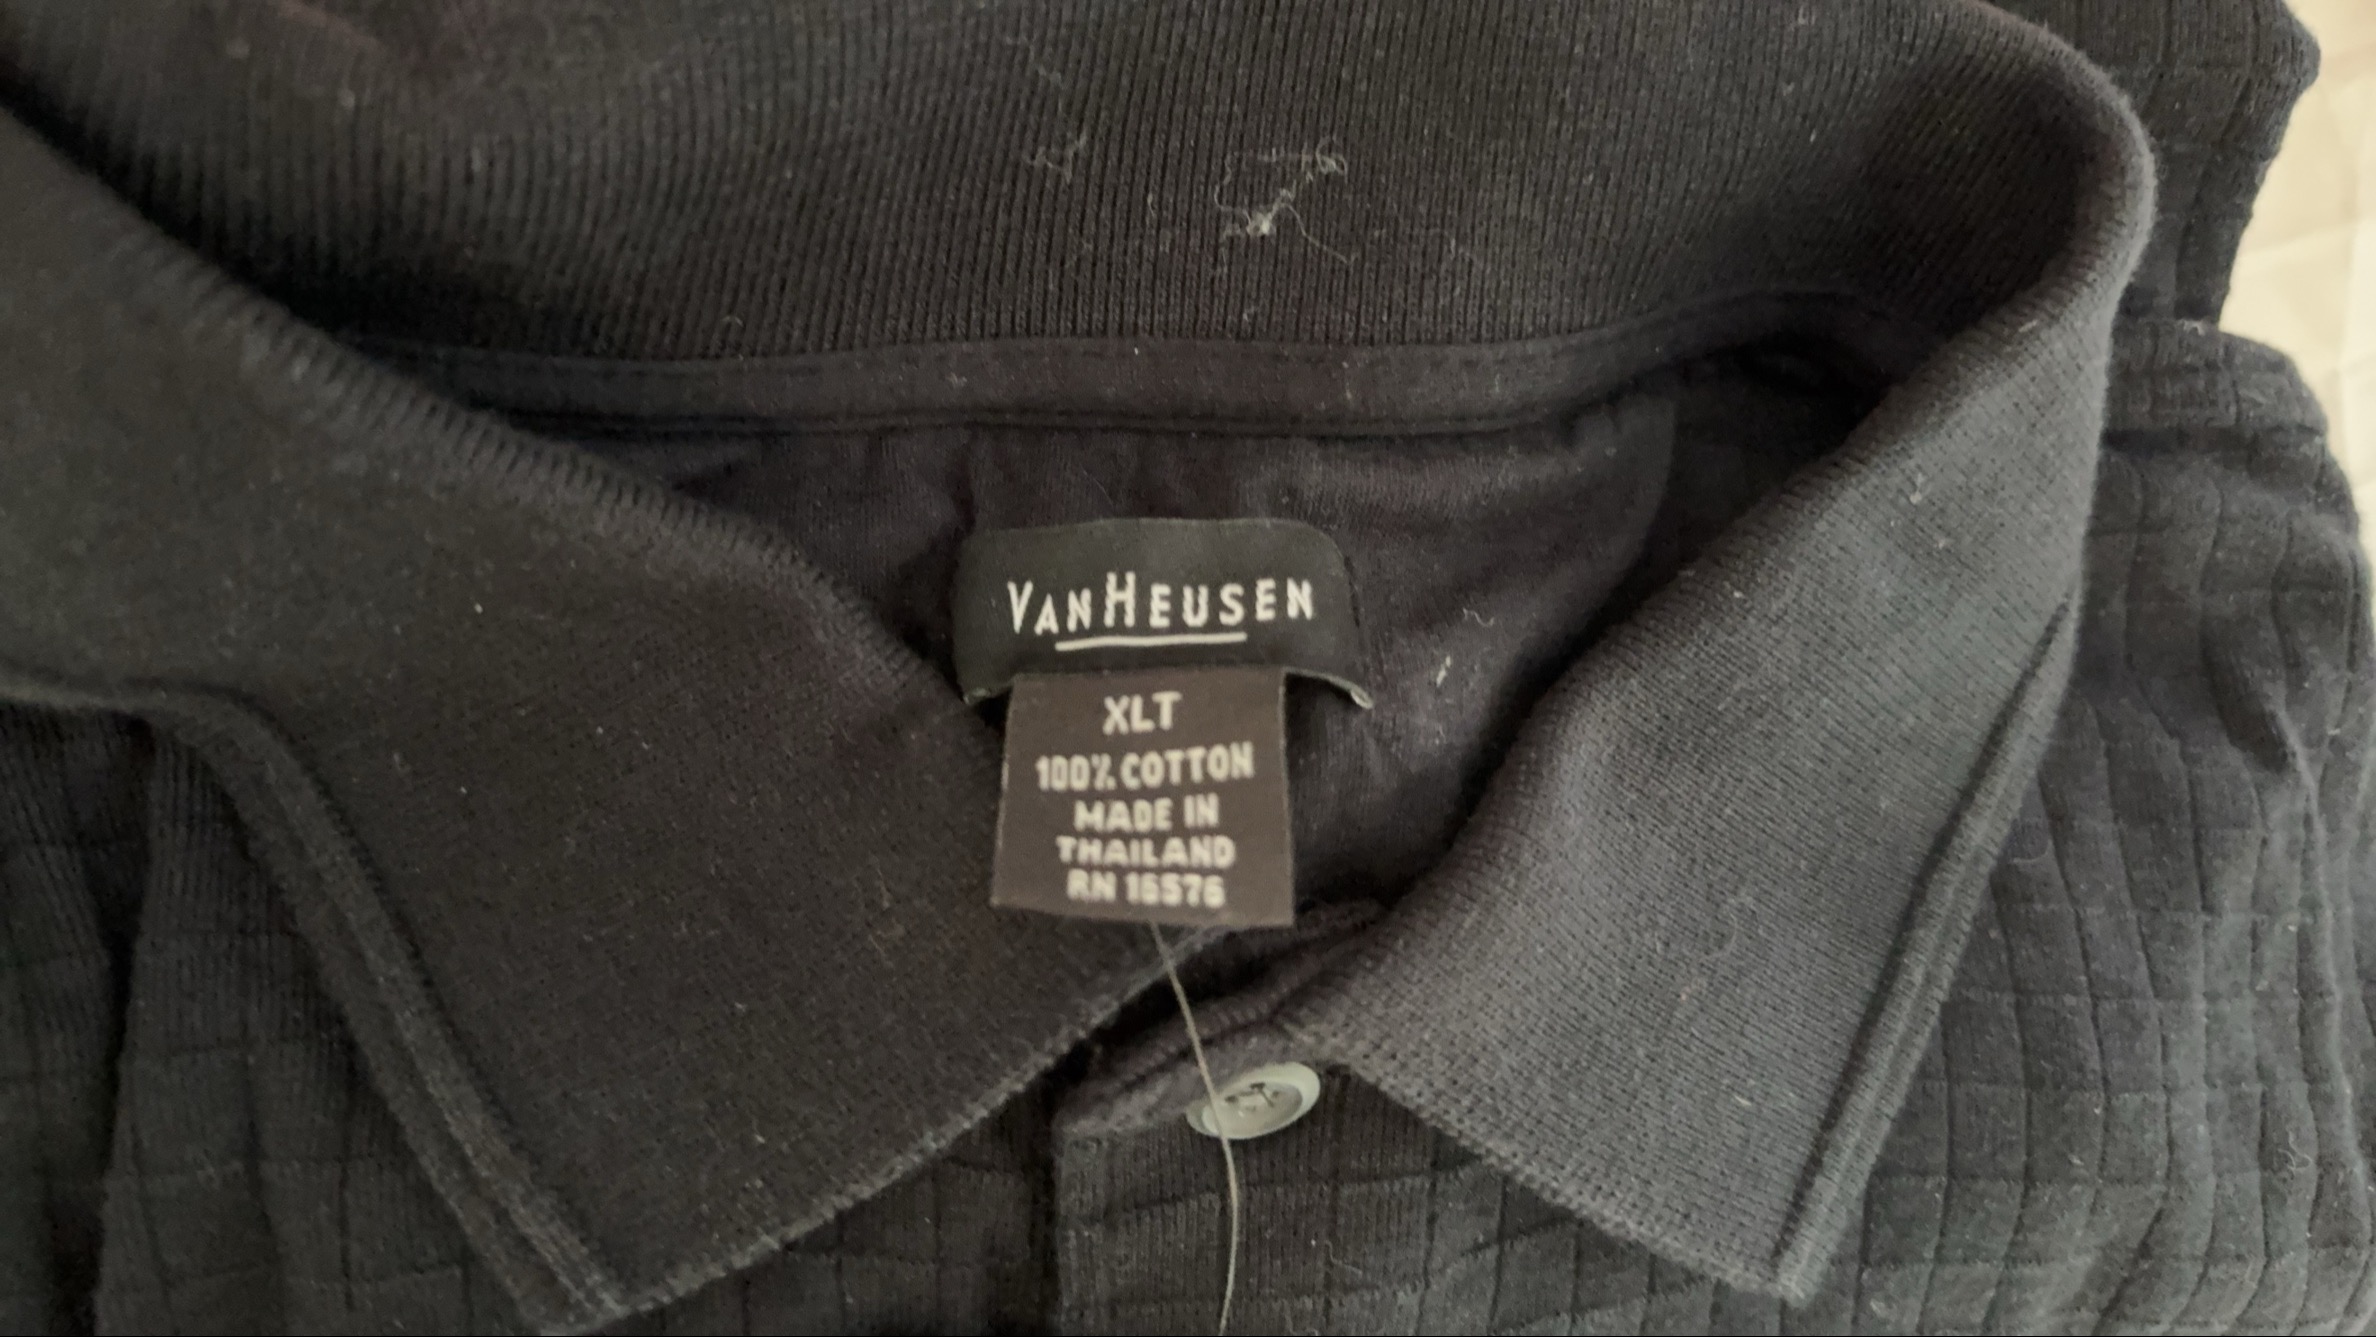 VANHEUSEN
XLT
100% COTTON
MADE IN
THAILAND
RN 16576